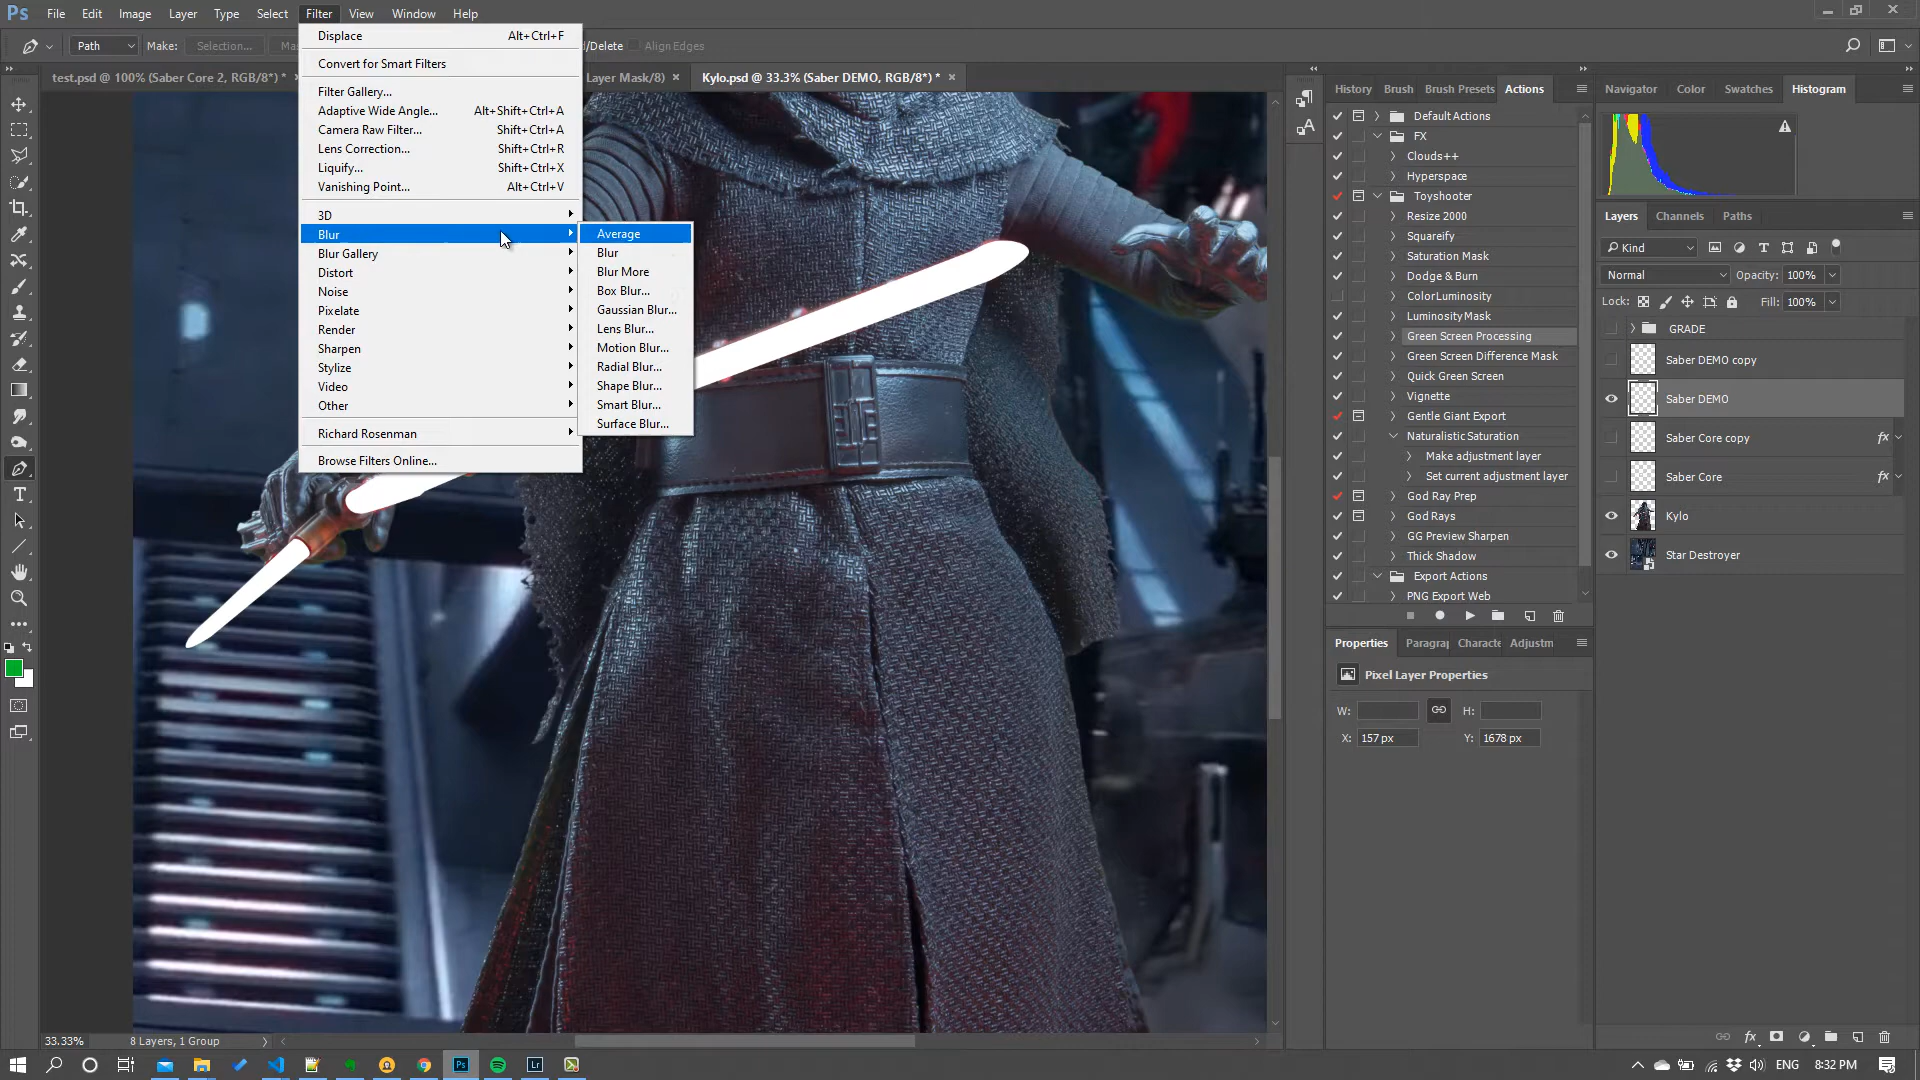 Ps File Edit Image Layer Type Select Filter View Window Help
Path Make: Selection... Mas /Delete Align Edges
test.psd @ 100% (Saber Core 2, RGB/8*) * Layer Mask/8) × Kylo.psd @ 33.3% (Saber DEMO, RGB/8*) * ×
Displace Alt+Ctrl+F
Convert for Smart Filters
Filter Gallery...
Adaptive Wide Angle... Alt+Shift+Ctrl+A
Camera Raw Filter... Shift+Ctrl+A
Lens Correction... Shift+Ctrl+R
Liquify... Shift+Ctrl+X
Vanishing Point... Alt+Ctrl+V
3D
Blur
Blur Gallery
Distort
Noise
Pixelate
Render
Sharpen
Stylize
Video
Other
Richard Rosenman
Browse Filters Online...
Average
Blur
Blur More
Box Blur...
Gaussian Blur...
Lens Blur...
Motion Blur...
Radial Blur...
Shape Blur...
Smart Blur...
Surface Blur...
History Brush Brush Presets Actions
Default Actions
FX
Clouds++
Hyperspace
Toyshooter
Resize 2000
Squareify
Saturation Mask
Dodge & Burn
ColorLuminosity
LuminosityMask
Green Screen Processing
Green Screen Difference Mask
Quick Green Screen
Vignette
Gentle Giant Export
Naturalistic Saturation
Make adjustment layer
Set current adjustment layer
God Ray Prep
God Rays
GG Preview Sharpen
Thick Shadow
Export Actions
PNG Export Web
Properties Paragra Characte Adjustm
Pixel Layer Properties
W: H:
X: 157 px Y: 1678 px
Navigator Color Swatches Histogram
Layers Channels Paths
Kind
Normal Opacity: 100%
Lock: Fill: 100%
GRADE
Saber DEMO copy
Saber DEMO
Saber Core copy fx
Saber Core fx
Kylo
Star Destroyer
fx
33.33% 8 Layers, 1 Group
Ps Lr ENG 8:32 PM